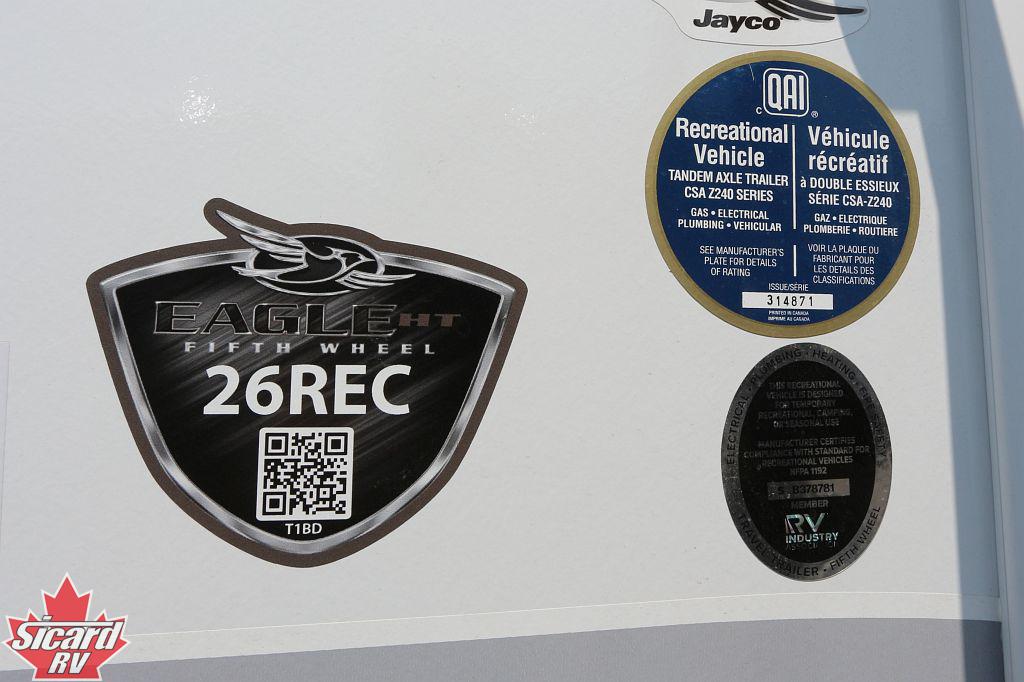 Jayco
c QAI ®
Recreational
Vehicle
TANDEM AXLE TRAILER
CSA Z240 SERIES
GAS • ELECTRICAL
PLUMBING • VEHICULAR
SEE MANUFACTURER'S
PLATE FOR DETAILS
OF RATING
Véhicule
récréatif
à DOUBLE ESSIEUX
SÉRIE CSA-Z240
GAZ • ELECTRIQUE
PLOMBERIE • ROUTIERE
VOIR LA PLAQUE DU
FABRICANT POUR
LES DETAILS DES
CLASSIFICATIONS
ISSUE/SÉRIE
314871
PRINTED IN CANADA
IMPRIME AU CANADA
EAGLE HT
FIFTH WHEEL
26REC
T1BD
ELECTRICAL • PLUMBING • HEATING • FIRE SAFETY
THIS RECREATIONAL
VEHICLE IS DESIGNED
FOR TEMPORARY
RECREATIONAL, CAMPING,
OR SEASONAL USE
MANUFACTURER CERTIFIES
COMPLIANCE WITH STANDARD FOR
RECREATIONAL VEHICLES
NFPA 1192
S B378781
MEMBER
RV
INDUSTRY
ASSOCIATION
TRAVEL TRAILER • FIFTH WHEEL
Sicard
RV